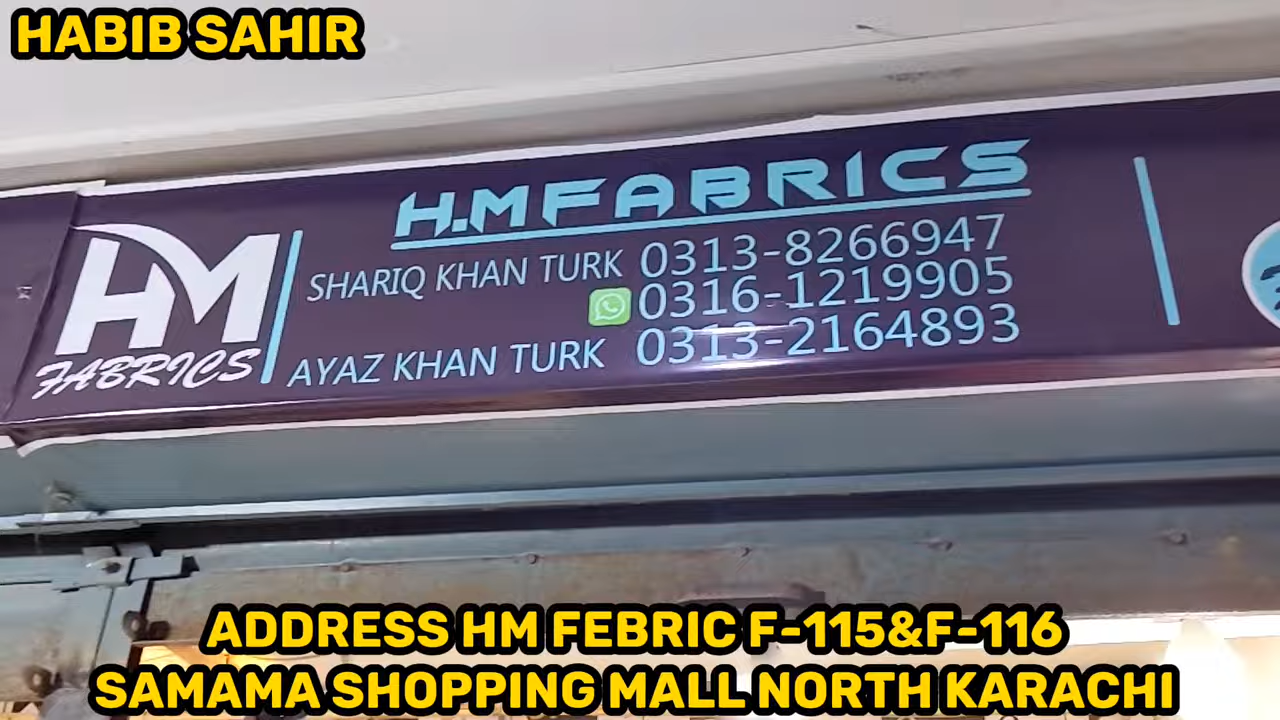 HABIB SAHIR
HM
FABRICS
H.M FABRICS
SHARIQ KHAN TURK 0313-8266947
0316-1219905
AYAZ KHAN TURK 0313-2164893
ADDRESS HM FEBRIC F-115&F-116
SAMAMA SHOPPING MALL NORTH KARACHI